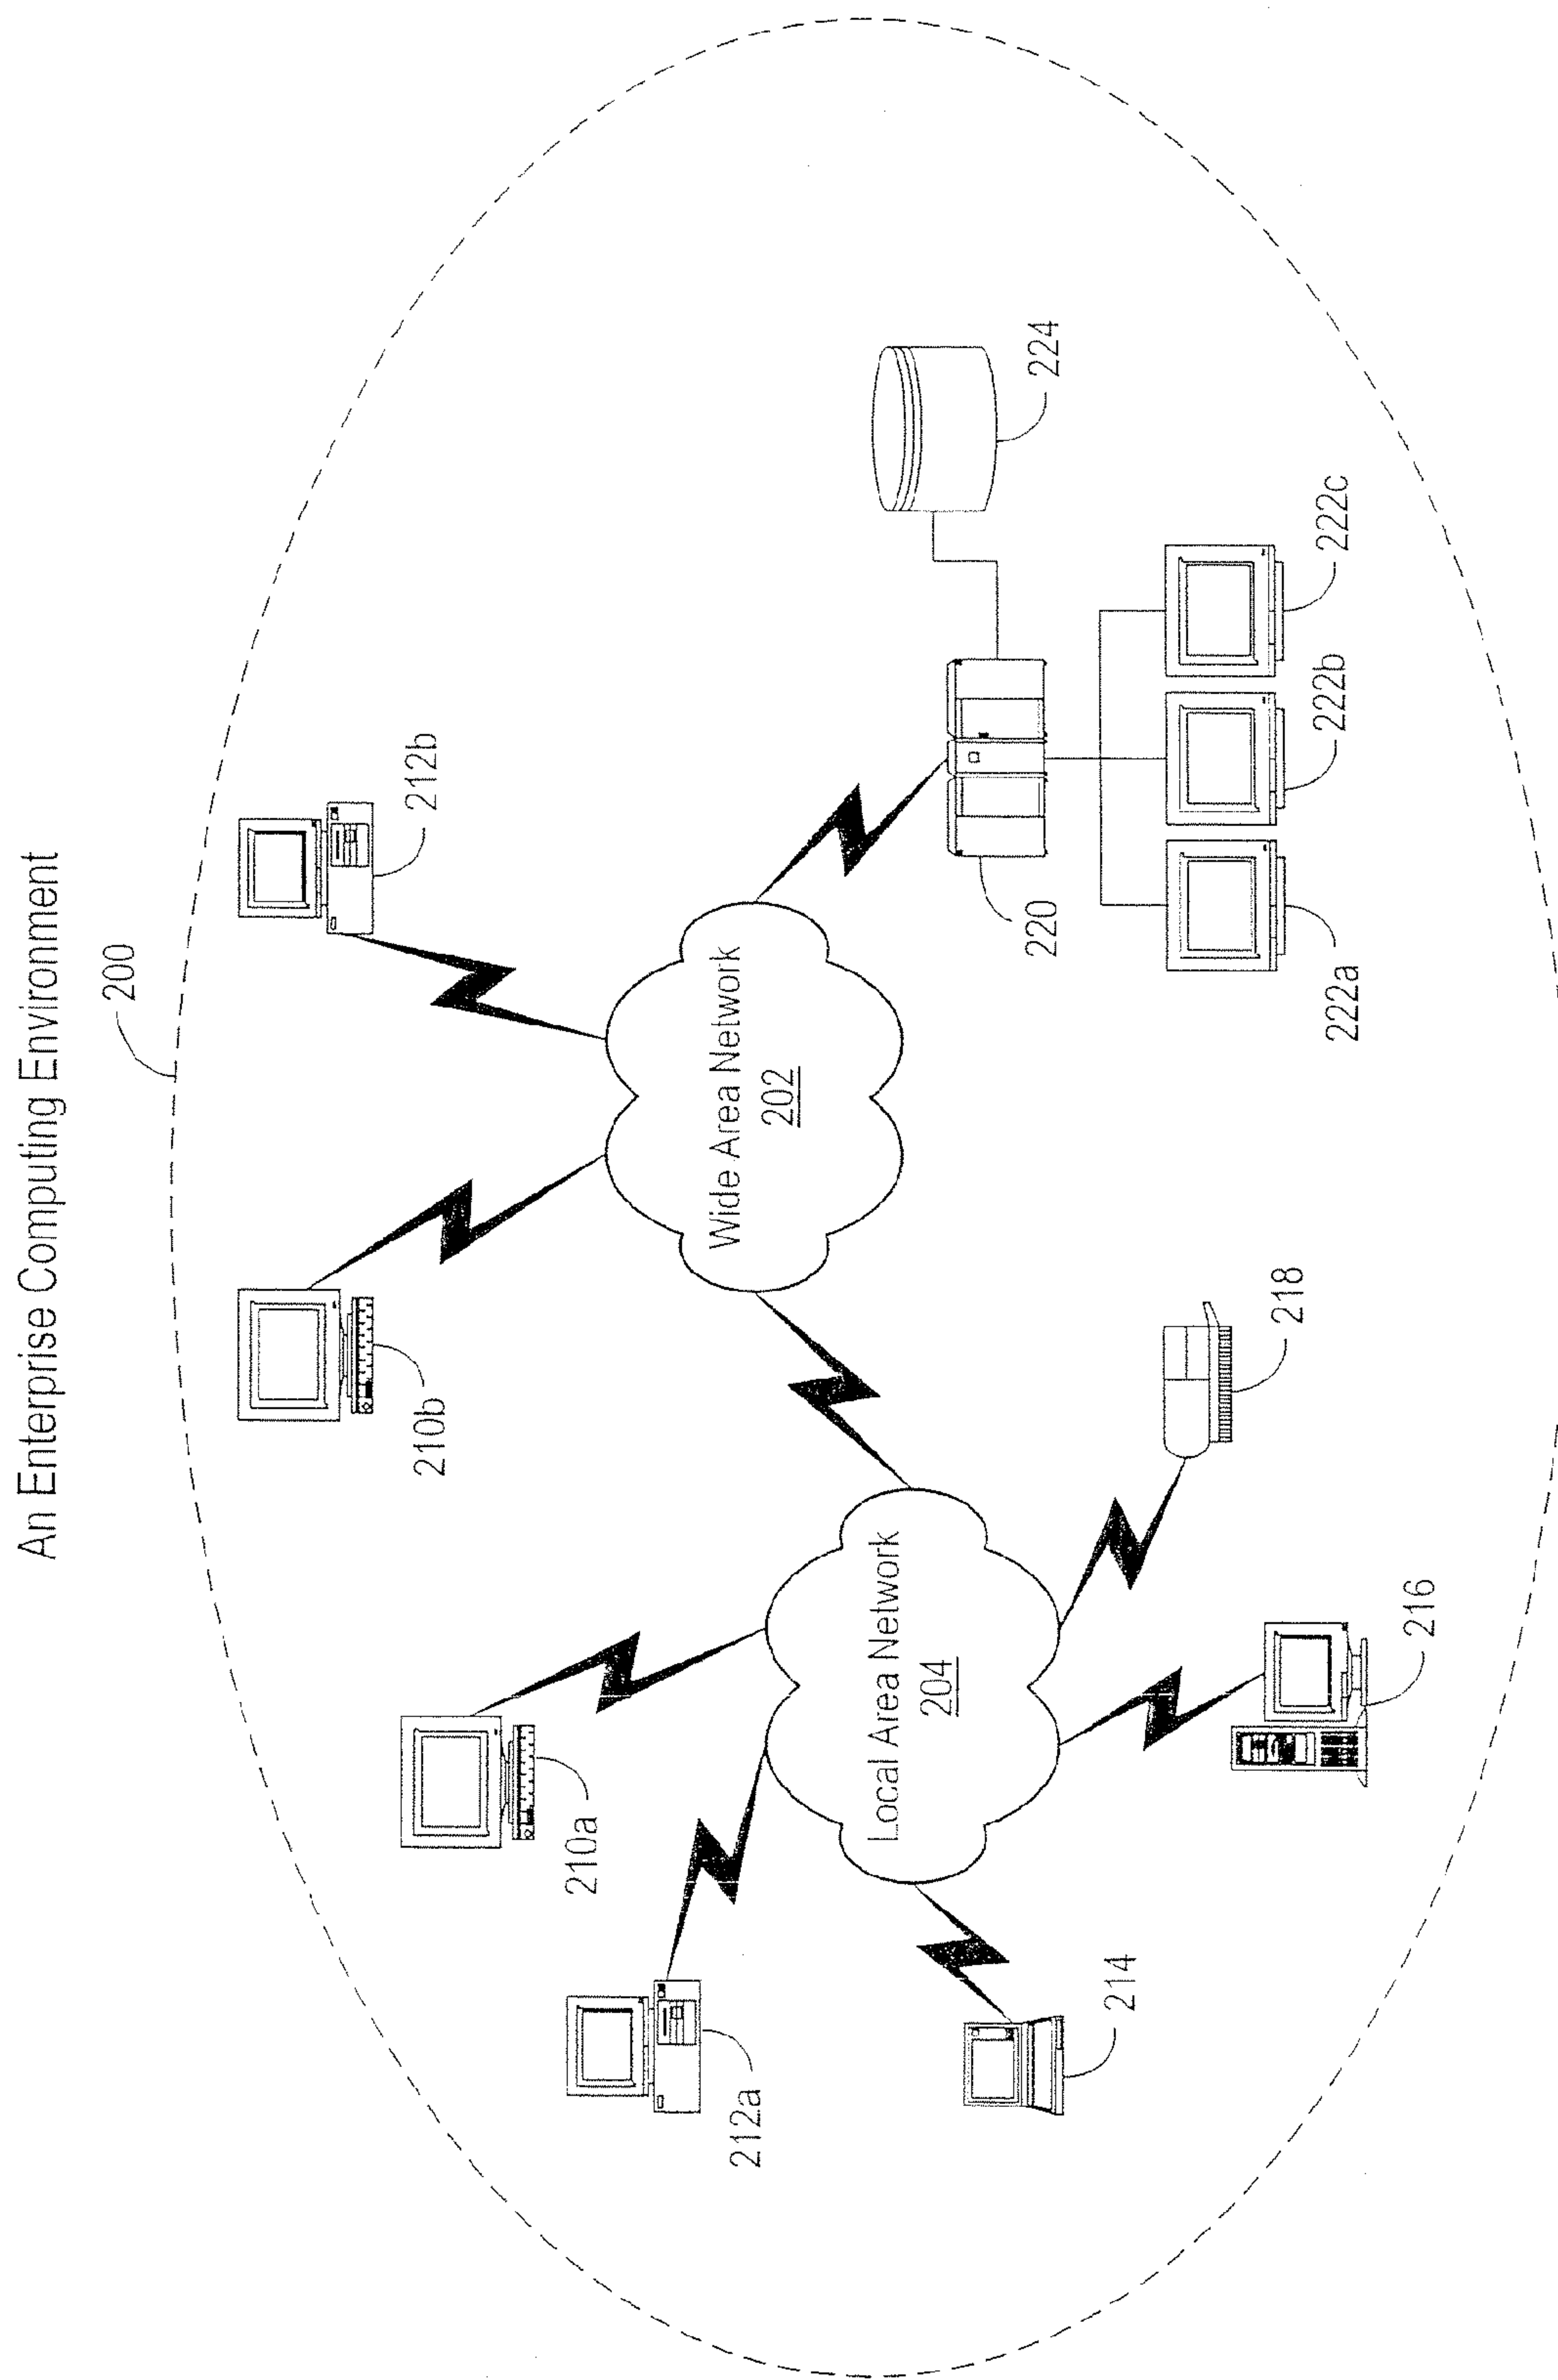 An Enterprise Computing Environment
200
210b
212b
210a
212a
Wide Area Network
202
Local Area Network
204
220
224
214
216
218
222a
222b
222c